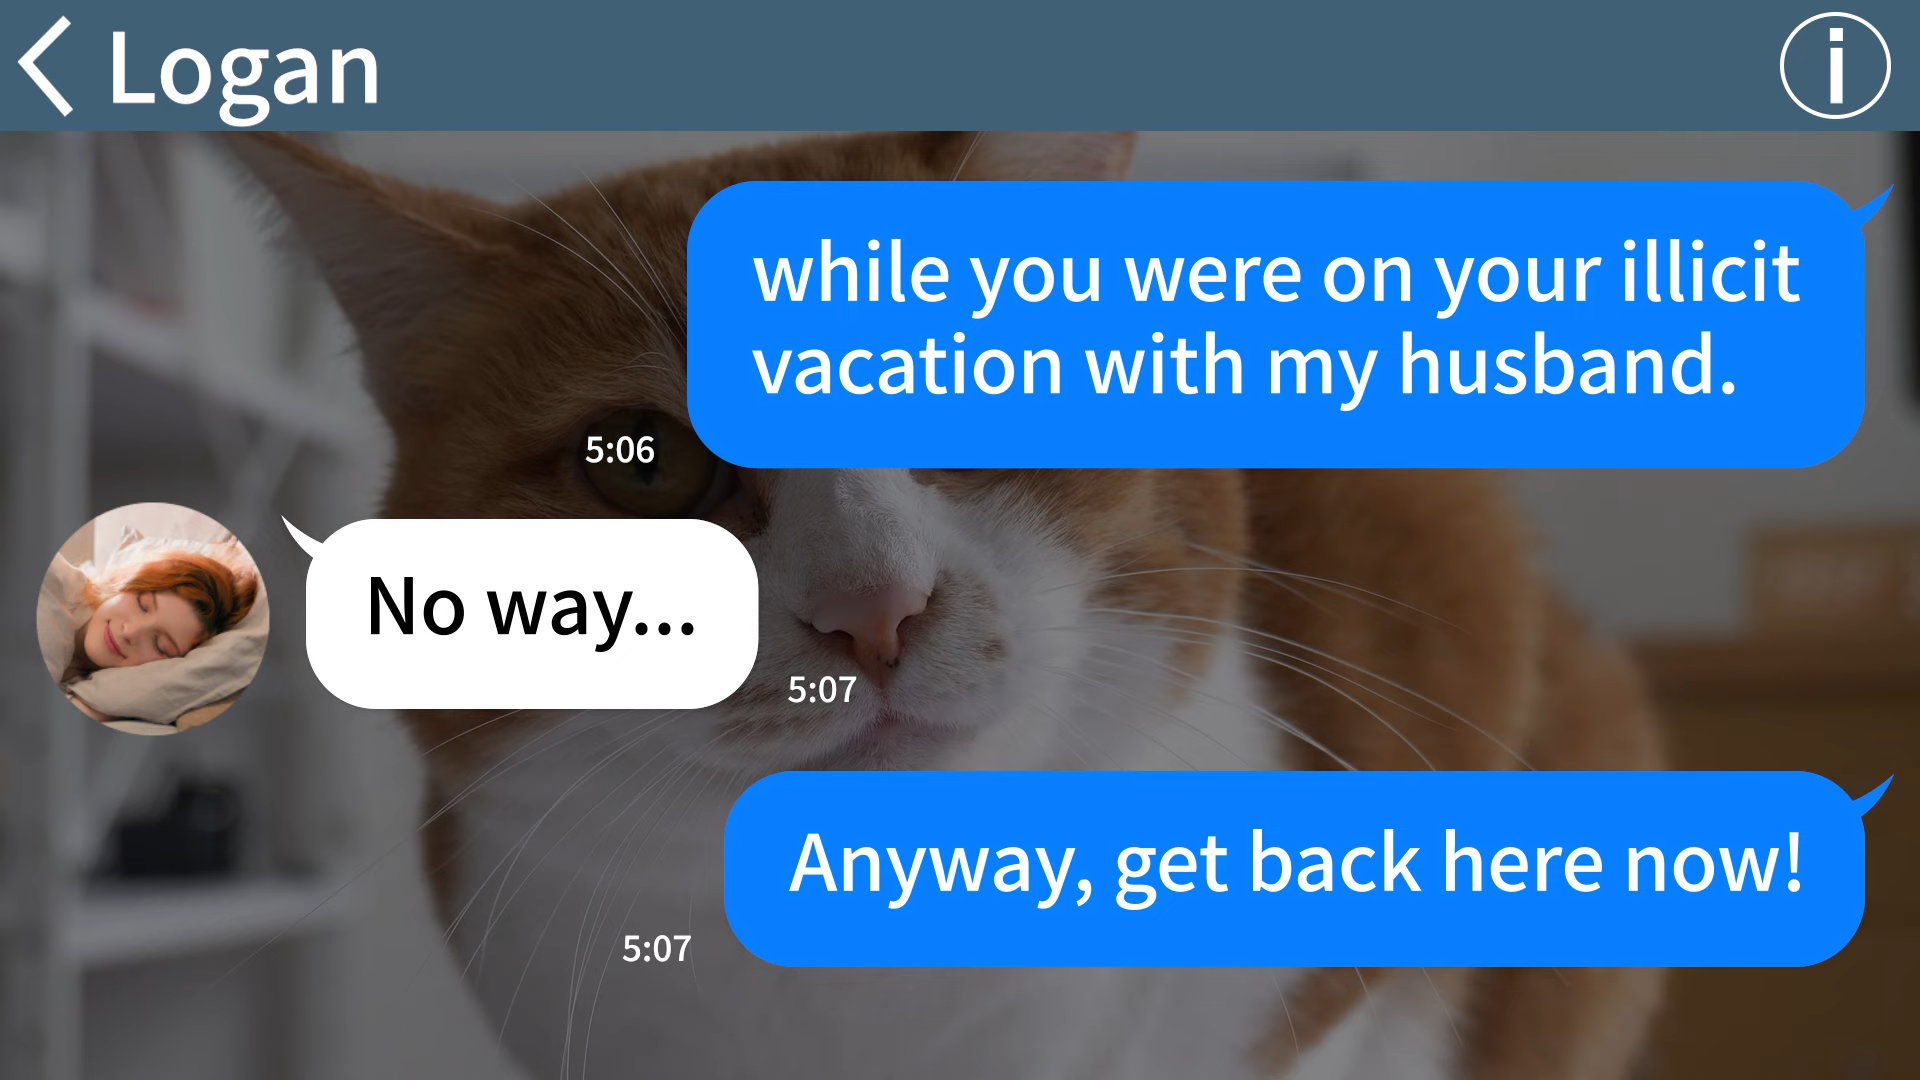 Logan
while you were on your illicit
vacation with my husband.
5:06
No way...
5:07
Anyway, get back here now!
5:07